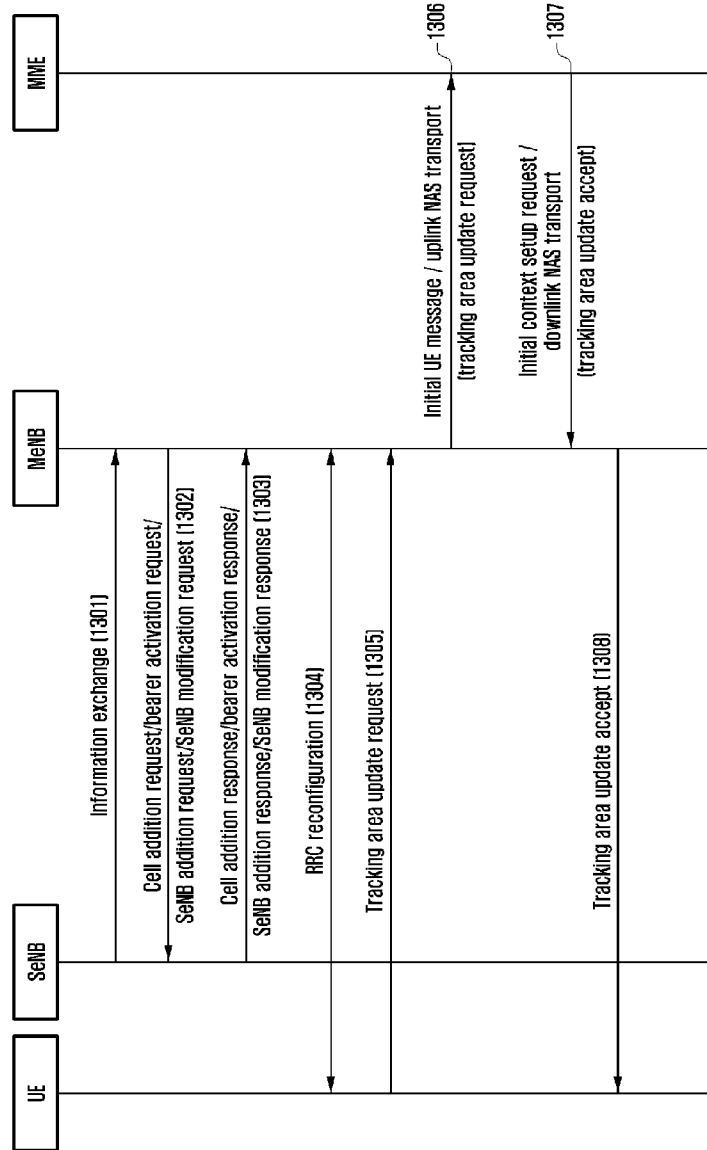 UE
SeNB
MeNB
MME
Information exchange (1301)
Cell addition request/bearer activation request/
SeNB addition request/SeNB modification request (1302)
Cell addition response/bearer activation response/
SeNB addition response/SeNB modification response (1303)
RRC reconfiguration (1304)
Tracking area update request (1305)
Initial UE message / uplink NAS transport
(tracking area update request)
1306
Initial context setup request /
downlink NAS transport
(tracking area update accept)
1307
Tracking area update accept (1308)